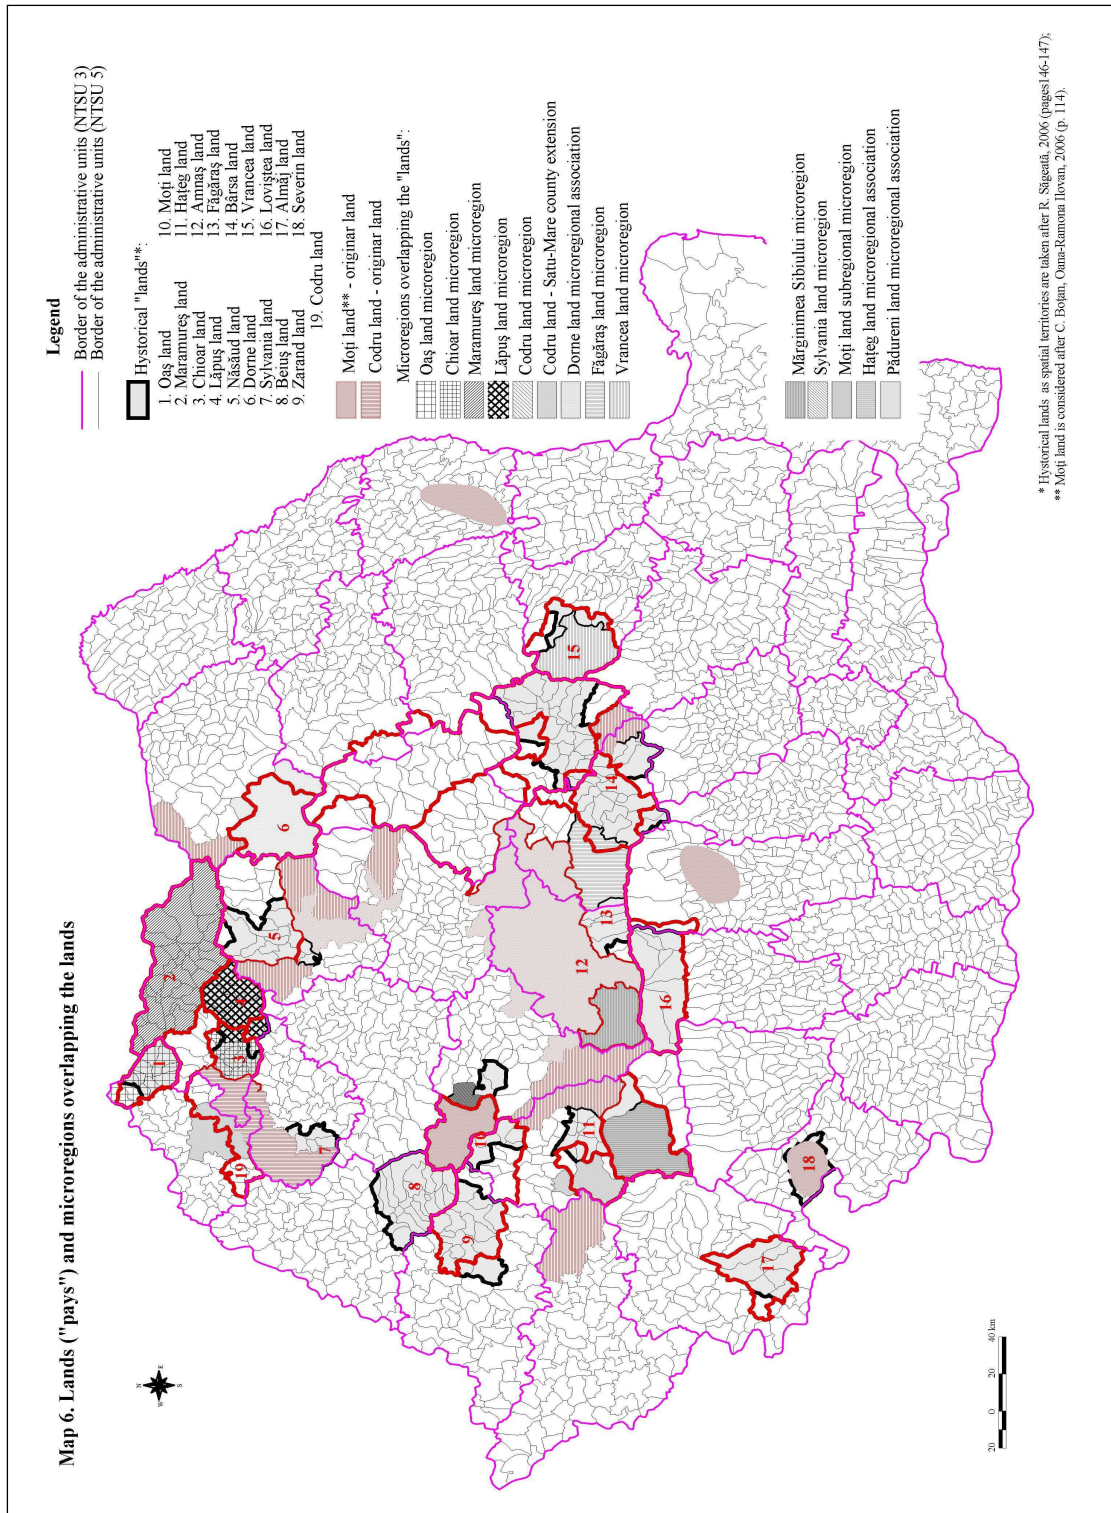 Map 6. Lands ("pays") and microregions overlapping the lands
N
W
E
S
Legend
Border of the administrative units (NTSU 3)
Border of the administrative units (NTSU 5)
Hystorical "lands"*:
1. Oaş land
2. Maramureş land
3. Chioar land
4. Lăpuş land
5. Năsăud land
6. Dorne land
7. Sylvania land
8. Beiuş land
9. Zarand land
10. Moţi land
11. Haţeg land
12. Amnaş land
13. Făgăraş land
14. Bârsa land
15. Vrancea land
16. Loviştea land
17. Almăj land
18. Severin land
19. Codru land
Moţi land** - originar land
Codru land - originar land
Microregions overlapping the "lands":
Oaş land microregion
Chioar land microregion
Maramureş land microregion
Lăpuş land microregion
Codru land microregion
Codru land - Satu-Mare county extension
Dorne land microregional association
Făgăraş land microregion
Vrancea land microregion
Mărginimea Sibiului microregion
Sylvania land microregion
Moţi land subregional microregion
Haţeg land microregional association
Pădureni land microregional association
* Hystorical lands as spatial territories are taken after R. Săgeată, 2006 (pages146-147);
** Moţi land is considered after C. Boţan, Oana-Ramona Ilovan, 2006 (p. 114).
1
2
3
4
5
6
7
8
9
10
11
12
13
14
15
16
17
18
19
20 0 20 40 km